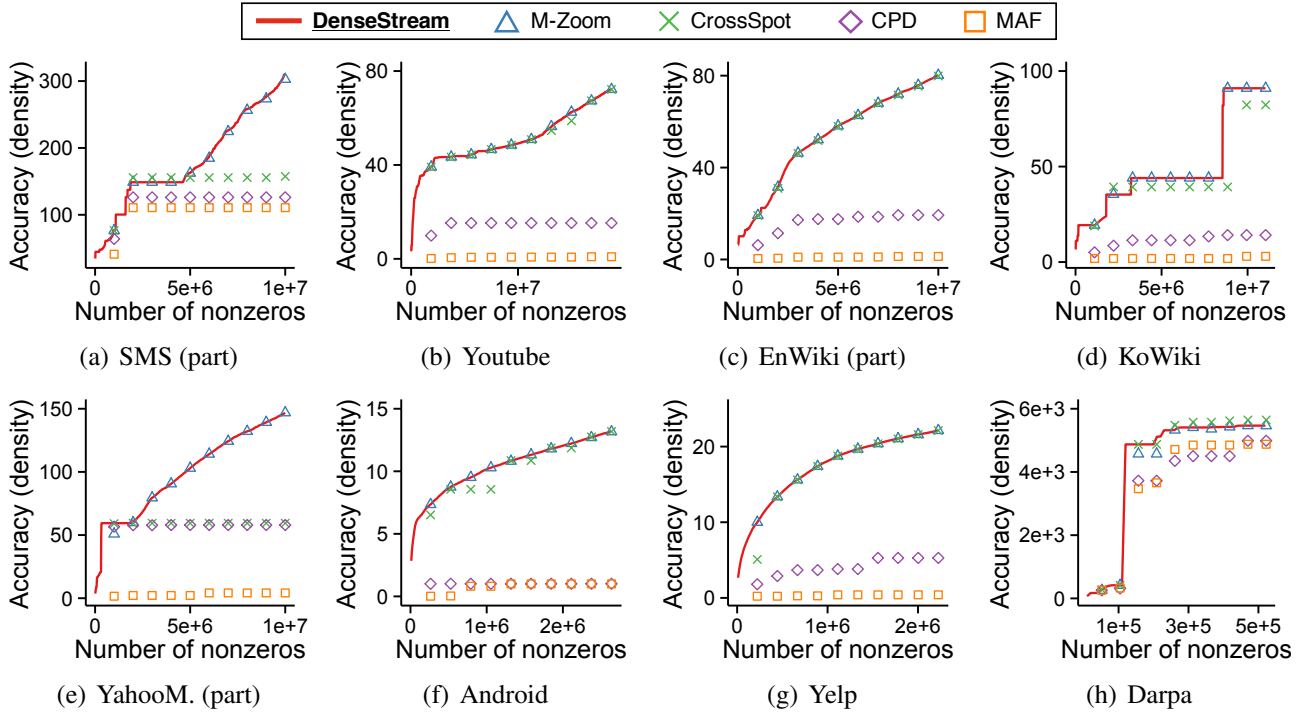 DenseStream M-Zoom CrossSpot CPD MAF
Accuracy (density)
300
200
100
0 5e+6 1e+7
Number of nonzeros
(a) SMS (part)
Accuracy (density)
80
40
0
0 1e+7
Number of nonzeros
(b) Youtube
Accuracy (density)
80
40
0
0 5e+6 1e+7
Number of nonzeros
(c) EnWiki (part)
Accuracy (density)
100
50
0
0 5e+6 1e+7
Number of nonzeros
(d) KoWiki
Accuracy (density)
150
100
50
0
0 5e+6 1e+7
Number of nonzeros
(e) YahooM. (part)
Accuracy (density)
15
10
5
0
0 1e+6 2e+6
Number of nonzeros
(f) Android
Accuracy (density)
20
10
0
0 1e+6 2e+6
Number of nonzeros
(g) Yelp
Accuracy (density)
6e+3
4e+3
2e+3
0
1e+5 3e+5 5e+5
Number of nonzeros
(h) Darpa